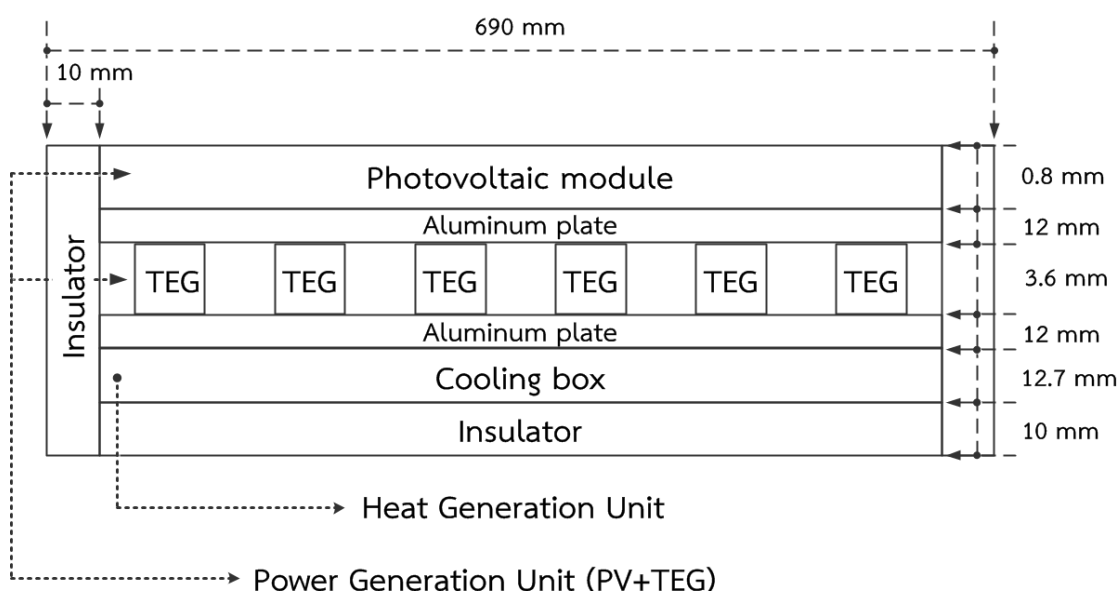 690 mm
10 mm
Photovoltaic module
0.8 mm
Aluminum plate
12 mm
Insulator
TEG TEG TEG TEG TEG TEG
3.6 mm
Aluminum plate
12 mm
Cooling box
12.7 mm
Insulator
10 mm
Heat Generation Unit
Power Generation Unit (PV+TEG)